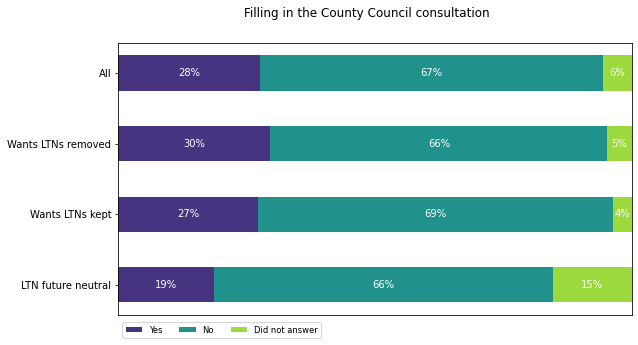 Filling in the County Council consultation
All 28% 67% 6%
Wants LTNs removed 30% 66% 5%
Wants LTNs kept 27% 69% 4%
LTN future neutral 19% 66% 15%
Yes No Did not answer